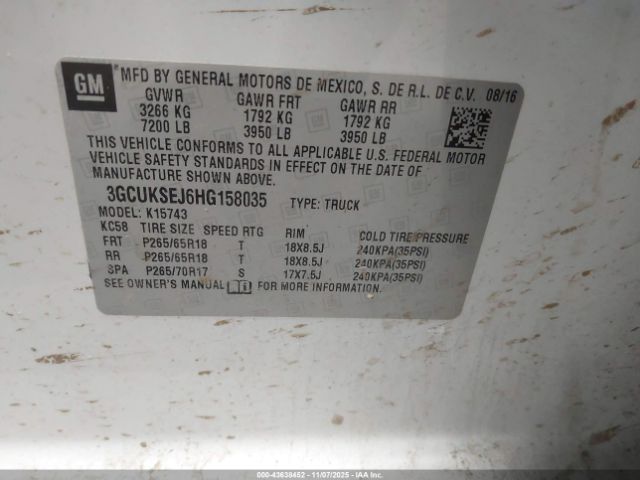 GM
MFD BY GENERAL MOTORS DE MEXICO, S. DE R.L. DE C.V. 08/16
GVWR GAWR FRT GAWR RR
3266 KG 1792 KG 1792 KG
7200 LB 3950 LB 3950 LB
THIS VEHICLE CONFORMS TO ALL APPLICABLE U.S. FEDERAL MOTOR
VEHICLE SAFETY STANDARDS IN EFFECT ON THE DATE OF
MANUFACTURE SHOWN ABOVE.
3GCUKSEJ6HG158035 TYPE: TRUCK
MODEL: K15743
KC58 TIRE SIZE SPEED RTG RIM COLD TIRE PRESSURE
FRT P265/65R18 T 18X8.5J 240KPA(35PSI)
RR P265/65R18 T 18X8.5J 240KPA(35PSI)
SPA P265/70R17 S 17X7.5J 240KPA(35PSI)
SEE OWNER'S MANUAL FOR MORE INFORMATION.
000-43638452 - 11/07/2025 - copart.iaai.com